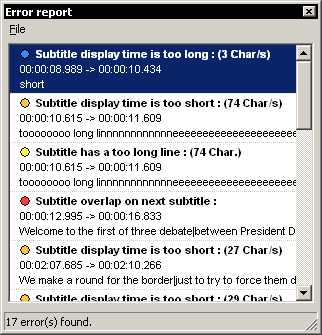 Error report
File
Subtitle display time is too long : (3 Char/s)
00:00:08.989 -> 00:00:10.434
short
Subtitle display time is too short : (74 Char/s)
00:00:10.615 -> 00:00:11.609
tooooooo long linnnnnnnnnnnneeeeeeeeeeeeeeeeeeeee
Subtitle has a too long line : (74 Char.)
00:00:10.615 -> 00:00:11.609
tooooooo long linnnnnnnnnnnneeeeeeeeeeeeeeeeeeeee
Subtitle overlap on next subtitle :
00:00:12.995 -> 00:00:16.833
Welcome to the first of three debate|between President D
Subtitle display time is too short : (27 Char/s)
00:02:07.685 -> 00:02:10.266
We make a round for the border|just to try to force them d
Subtitle display time is too short : (29 Char/s)
17 error(s) found.